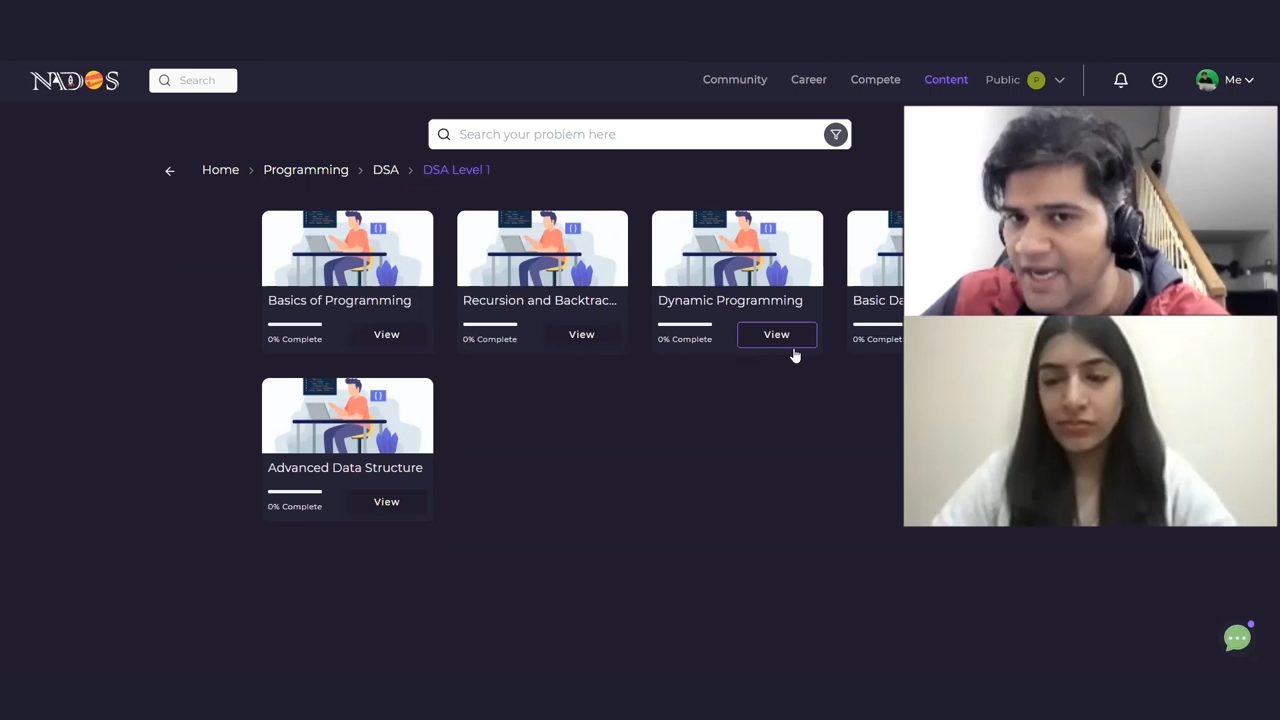 NADOS
Search
Community
Career
Compete
Content
Public
P
Me
Search your problem here
Home > Programming > DSA > DSA Level 1
Basics of Programming
Recursion and Backtrac...
Dynamic Programming
Basic Da
0% Complete
View
0% Complete
View
0% Complete
View
0% Complet
Advanced Data Structure
0% Complete
View